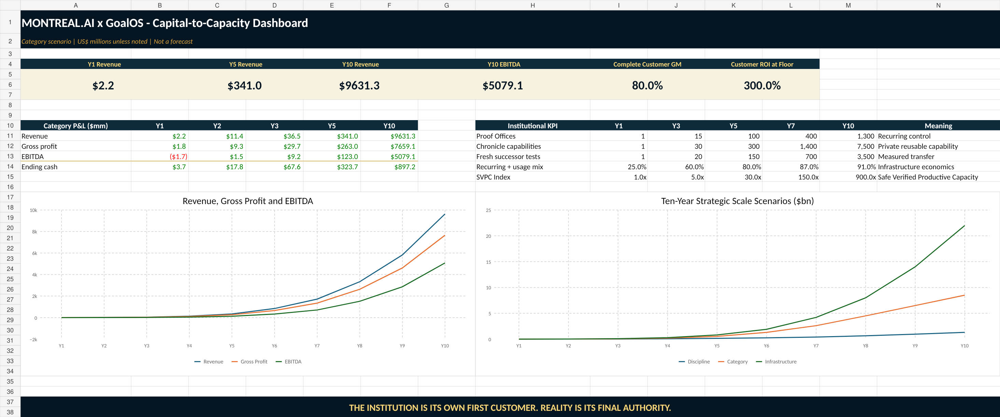 A B C D E F G H I J K L M N
1 MONTREAL.AI x GoalOS - Capital-to-Capacity Dashboard
2 Category scenario | US$ millions unless noted | Not a forecast
3
4 Y1 Revenue Y5 Revenue Y10 Revenue Y10 EBITDA Complete Customer GM Customer ROI at Floor
5
6 $2.2 $341.0 $9631.3 $5079.1 80.0% 300.0%
7
8
9
10 Category P&L ($mm) Y1 Y2 Y3 Y5 Y10 Institutional KPI Y1 Y3 Y5 Y7 Y10 Meaning
11 Revenue $2.2 $11.4 $36.5 $341.0 $9631.3 Proof Offices 1 15 100 400 1,300 Recurring control
12 Gross profit $1.8 $9.3 $29.7 $263.0 $7659.1 Chronicle capabilities 1 30 300 1,400 7,500 Private reusable capability
13 EBITDA ($1.7) $1.5 $9.2 $123.0 $5079.1 Fresh successor tests 1 20 150 700 3,500 Measured transfer
14 Ending cash $3.7 $17.8 $67.6 $323.7 $897.2 Recurring + usage mix 25.0% 60.0% 80.0% 87.0% 91.0% Infrastructure economics
15 SVPC Index 1.0x 5.0x 30.0x 150.0x 900.0x Safe Verified Productive Capacity
16
17
18
19
20
21
22
23
24
25
26
27
28
29
30
31
32
33
34
Revenue, Gross Profit and EBITDA
10k
8k
6k
4k
2k
0
−2k
Y1 Y2 Y3 Y4 Y5 Y6 Y7 Y8 Y9 Y10
Revenue Gross Profit EBITDA
Ten-Year Strategic Scale Scenarios ($bn)
25
20
15
10
5
0
Y1 Y2 Y3 Y4 Y5 Y6 Y7 Y8 Y9 Y10
Discipline Category Infrastructure
35
36
37
38
THE INSTITUTION IS ITS OWN FIRST CUSTOMER. REALITY IS ITS FINAL AUTHORITY.